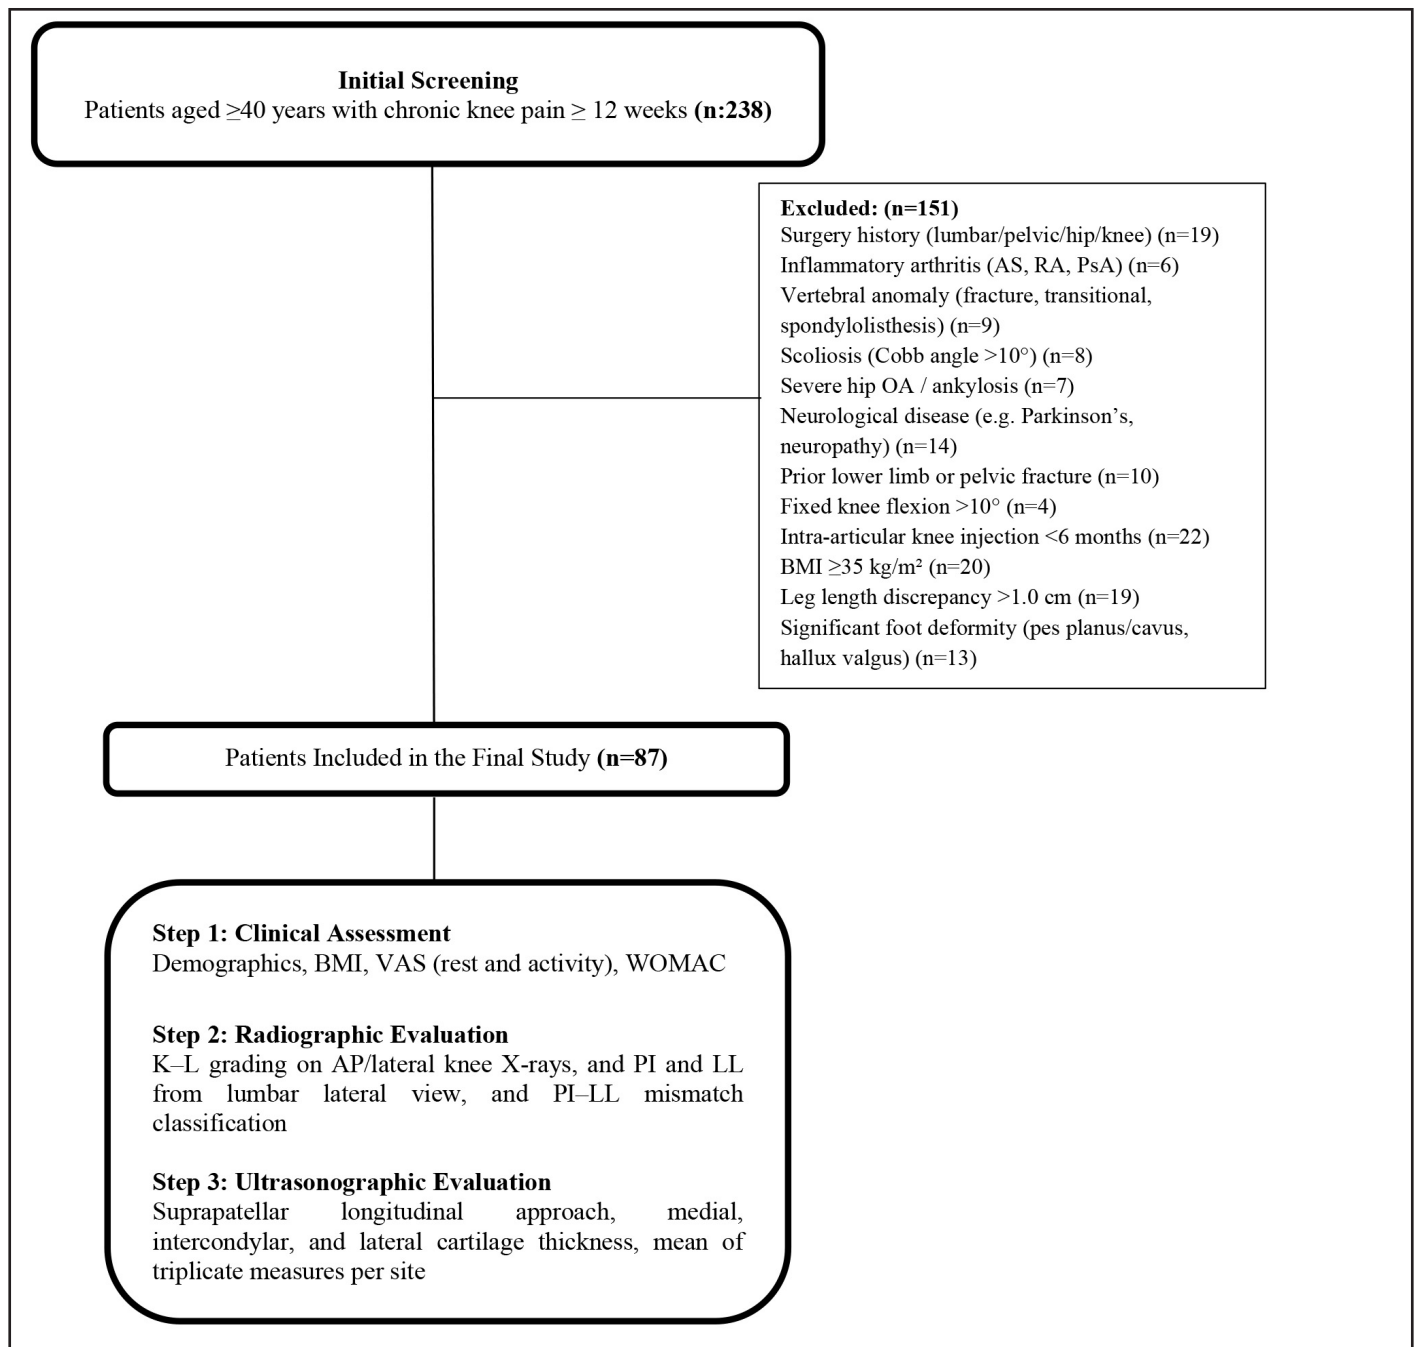 Initial Screening
Patients aged ≥40 years with chronic knee pain ≥ 12 weeks (n:238)
Excluded: (n=151)
Surgery history (lumbar/pelvic/hip/knee) (n=19)
Inflammatory arthritis (AS, RA, PsA) (n=6)
Vertebral anomaly (fracture, transitional,
spondylolisthesis) (n=9)
Scoliosis (Cobb angle >10°) (n=8)
Severe hip OA / ankylosis (n=7)
Neurological disease (e.g. Parkinson’s,
neuropathy) (n=14)
Prior lower limb or pelvic fracture (n=10)
Fixed knee flexion >10° (n=4)
Intra-articular knee injection <6 months (n=22)
BMI ≥35 kg/m² (n=20)
Leg length discrepancy >1.0 cm (n=19)
Significant foot deformity (pes planus/cavus,
hallux valgus) (n=13)
Patients Included in the Final Study (n=87)
Step 1: Clinical Assessment
Demographics, BMI, VAS (rest and activity), WOMAC
Step 2: Radiographic Evaluation
K–L grading on AP/lateral knee X-rays, and PI and LL
from lumbar lateral view, and PI–LL mismatch
classification
Step 3: Ultrasonographic Evaluation
Suprapatellar longitudinal approach, medial,
intercondylar, and lateral cartilage thickness, mean of
triplicate measures per site